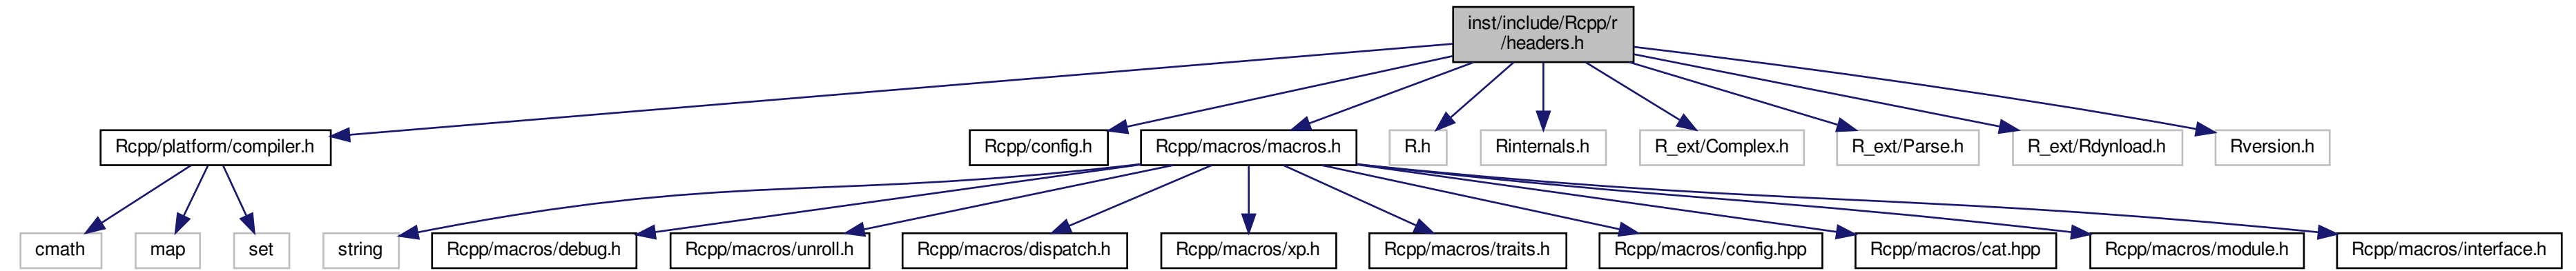 inst/include/Rcpp/r
/headers.h
Rcpp/platform/compiler.h
Rcpp/config.h
Rcpp/macros/macros.h
R.h
Rinternals.h
R_ext/Complex.h
R_ext/Parse.h
R_ext/Rdynload.h
Rversion.h
cmath
map
set
string
Rcpp/macros/debug.h
Rcpp/macros/unroll.h
Rcpp/macros/dispatch.h
Rcpp/macros/xp.h
Rcpp/macros/traits.h
Rcpp/macros/config.hpp
Rcpp/macros/cat.hpp
Rcpp/macros/module.h
Rcpp/macros/interface.h